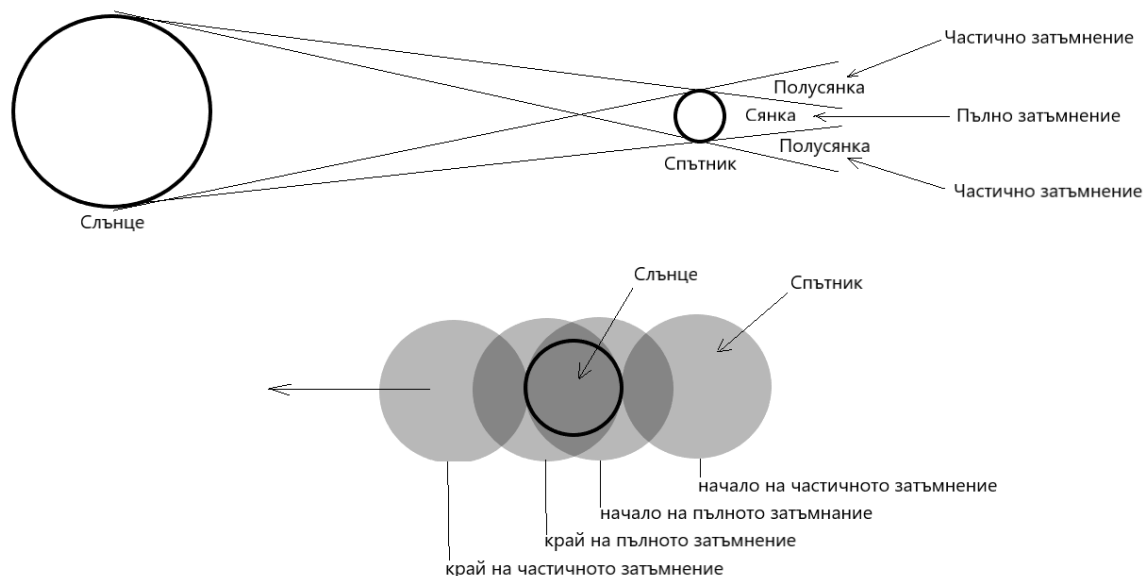 Частично затъмнение
Полусянка
Сянка
Пълно затъмнение
Полусянка
Спътник
Частично затъмнение
Слънце
Слънце
Спътник
начало на частичното затъмнение
начало на пълното затъмнание
край на пълното затъмнение
край на частичното затъмнение